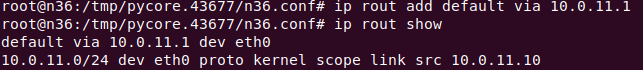 root@n36:/tmp/pycore.43677/n36.conf# ip rout add default via 10.0.11.1
root@n36:/tmp/pycore.43677/n36.conf# ip rout show
default via 10.0.11.1 dev eth0
10.0.11.0/24 dev eth0 proto kernel scope link src 10.0.11.10